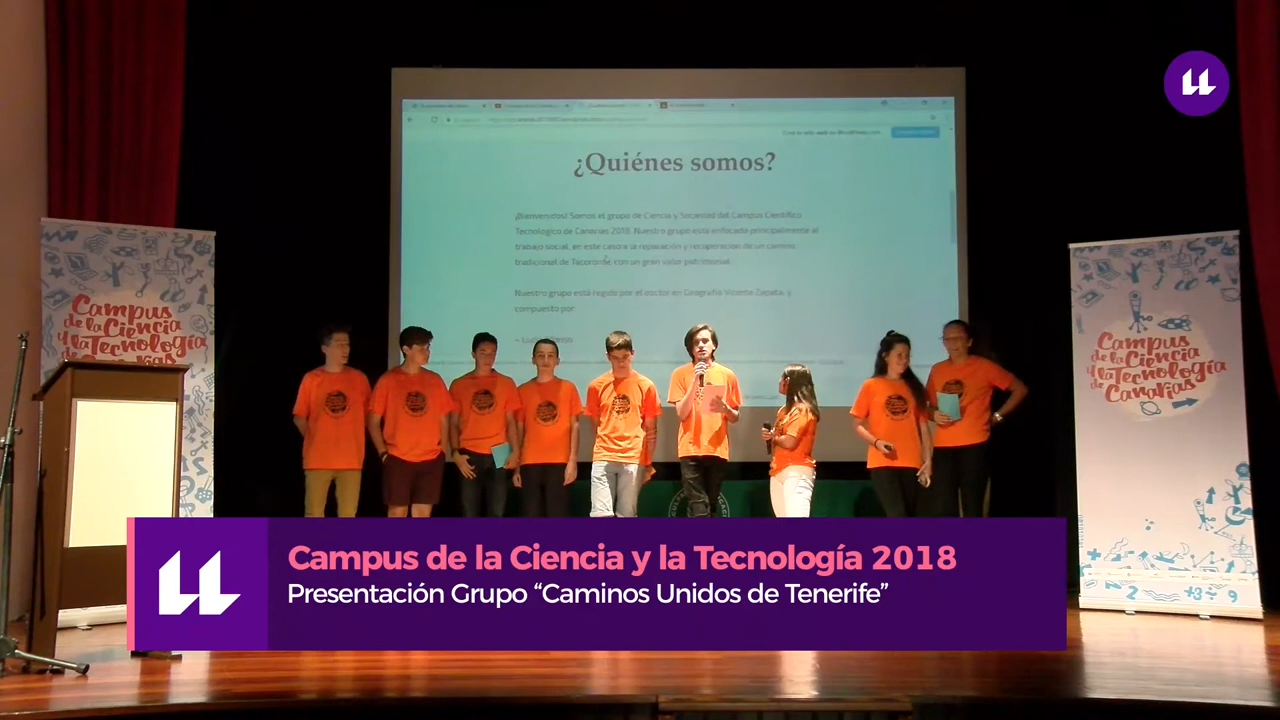 ¿Quiénes somos?
¡Bienvenidos! Somos el grupo de Ciencia y Sociedad del Campus Científico
Tecnológico de Canarias 2018. Nuestro grupo está enfocado principalmente al
trabajo social, en este caso a la reparación y recuperación de un camino
tradicional de Tacoronte, con un gran valor patrimonial.
Nuestro grupo está regido por el doctor en Geografía Vicente Zapata, y
compuesto por:
Campus
de la Ciencia
y la Tecnología
de Canarias
Campus
de la Ciencia
y la Tecnología
de Canarias
Campus de la Ciencia y la Tecnología 2018
Presentación Grupo “Caminos Unidos de Tenerife”